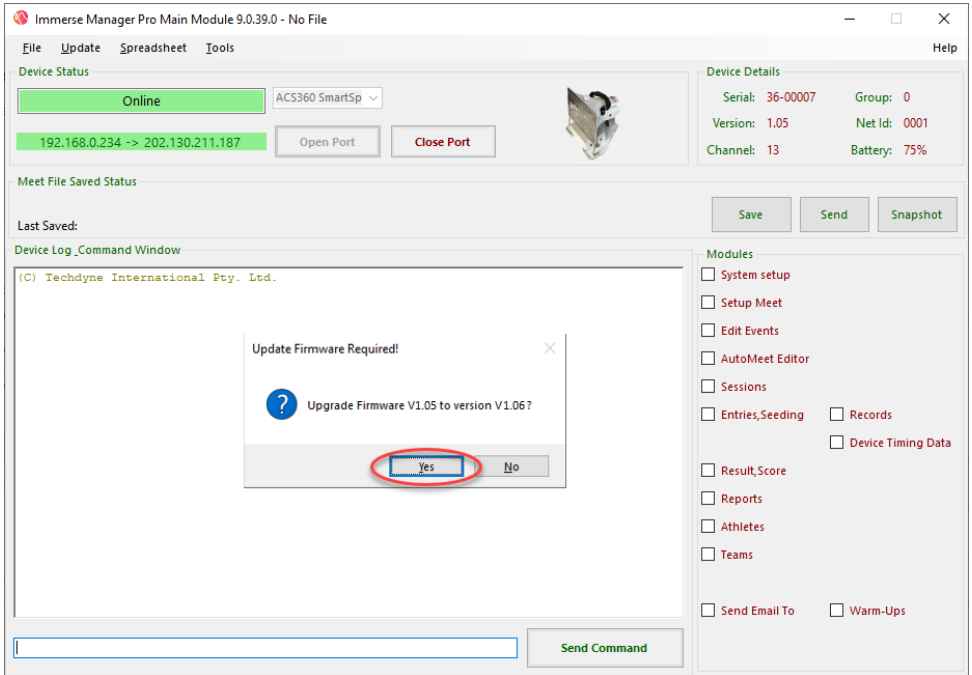 Immerse Manager Pro Main Module 9.0.39.0 - No File
File Update Spreadsheet Tools Help
Device Status
Online
ACS360 SmartSp
192.168.0.234 -> 202.130.211.187
Open Port
Close Port
Device Details
Serial: 36-00007 Group: 0
Version: 1.05 Net Id: 0001
Channel: 13 Battery: 75%
Meet File Saved Status
Last Saved:
Save Send Snapshot
Device Log _Command Window
(C) Techdyne International Pty. Ltd.
Update Firmware Required!
? Upgrade Firmware V1.05 to version V1.06?
Yes No
Send Command
Modules
System setup
Setup Meet
Edit Events
AutoMeet Editor
Sessions
Entries,Seeding Records
Device Timing Data
Result,Score
Reports
Athletes
Teams
Send Email To Warm-Ups